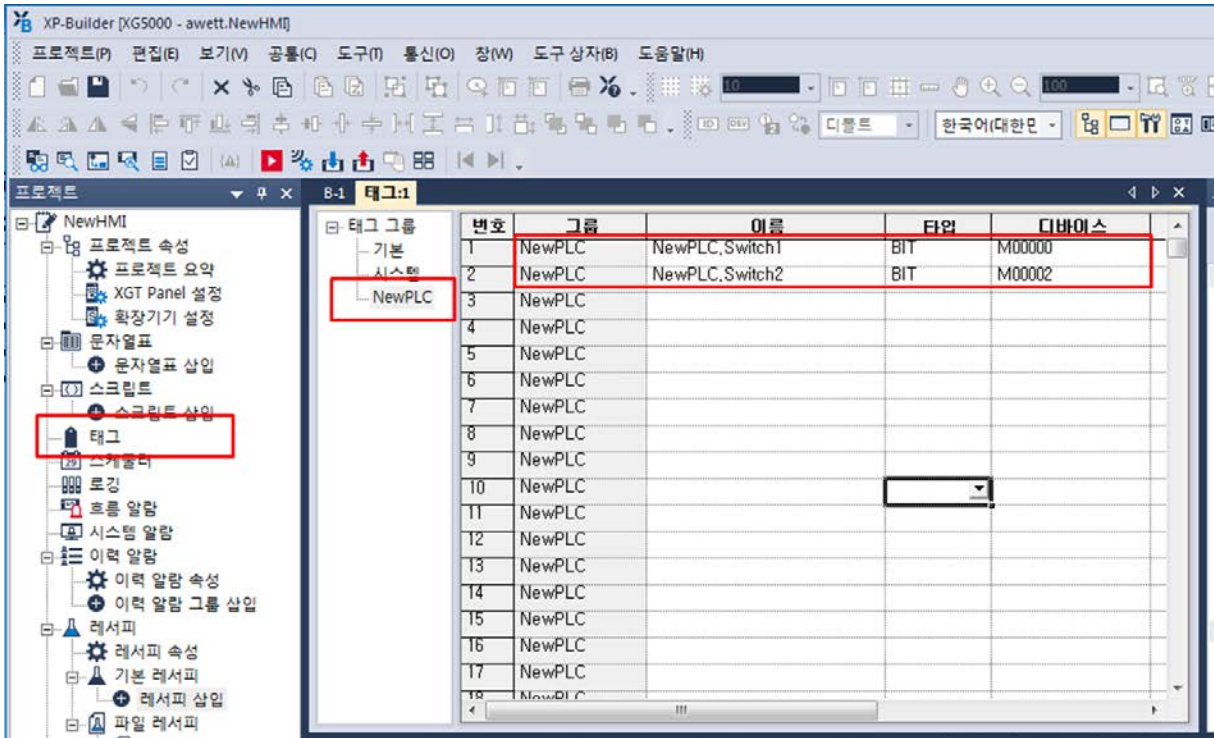 XP-Builder [XG5000 - awett.NewHMI]
프로젝트(P) 편집(E) 보기(V) 공통(C) 도구(T) 통신(O) 창(W) 도구 상자(B) 도움말(H)
10 100
ID DEV 디폴트 한국어(대한민
{A}
프로젝트
NewHMI
프로젝트 속성
프로젝트 요약
XGT Panel 설정
확장기기 설정
문자열표
문자열표 삽입
스크립트
스크립트 삽입
태그
스케줄러
로깅
흐름 알람
시스템 알람
이력 알람
이력 알람 속성
이력 알람 그룹 삽입
레서피
레서피 속성
기본 레서피
레서피 삽입
파일 레서피
B-1 태그:1
태그 그룹
기본
시스템
NewPLC
번호 그룹 이름 타입 디바이스
1 NewPLC NewPLC.Switch1 BIT M00000
2 NewPLC NewPLC.Switch2 BIT M00002
3 NewPLC
4 NewPLC
5 NewPLC
6 NewPLC
7 NewPLC
8 NewPLC
9 NewPLC
10 NewPLC
11 NewPLC
12 NewPLC
13 NewPLC
14 NewPLC
15 NewPLC
16 NewPLC
17 NewPLC
18 NewPLC